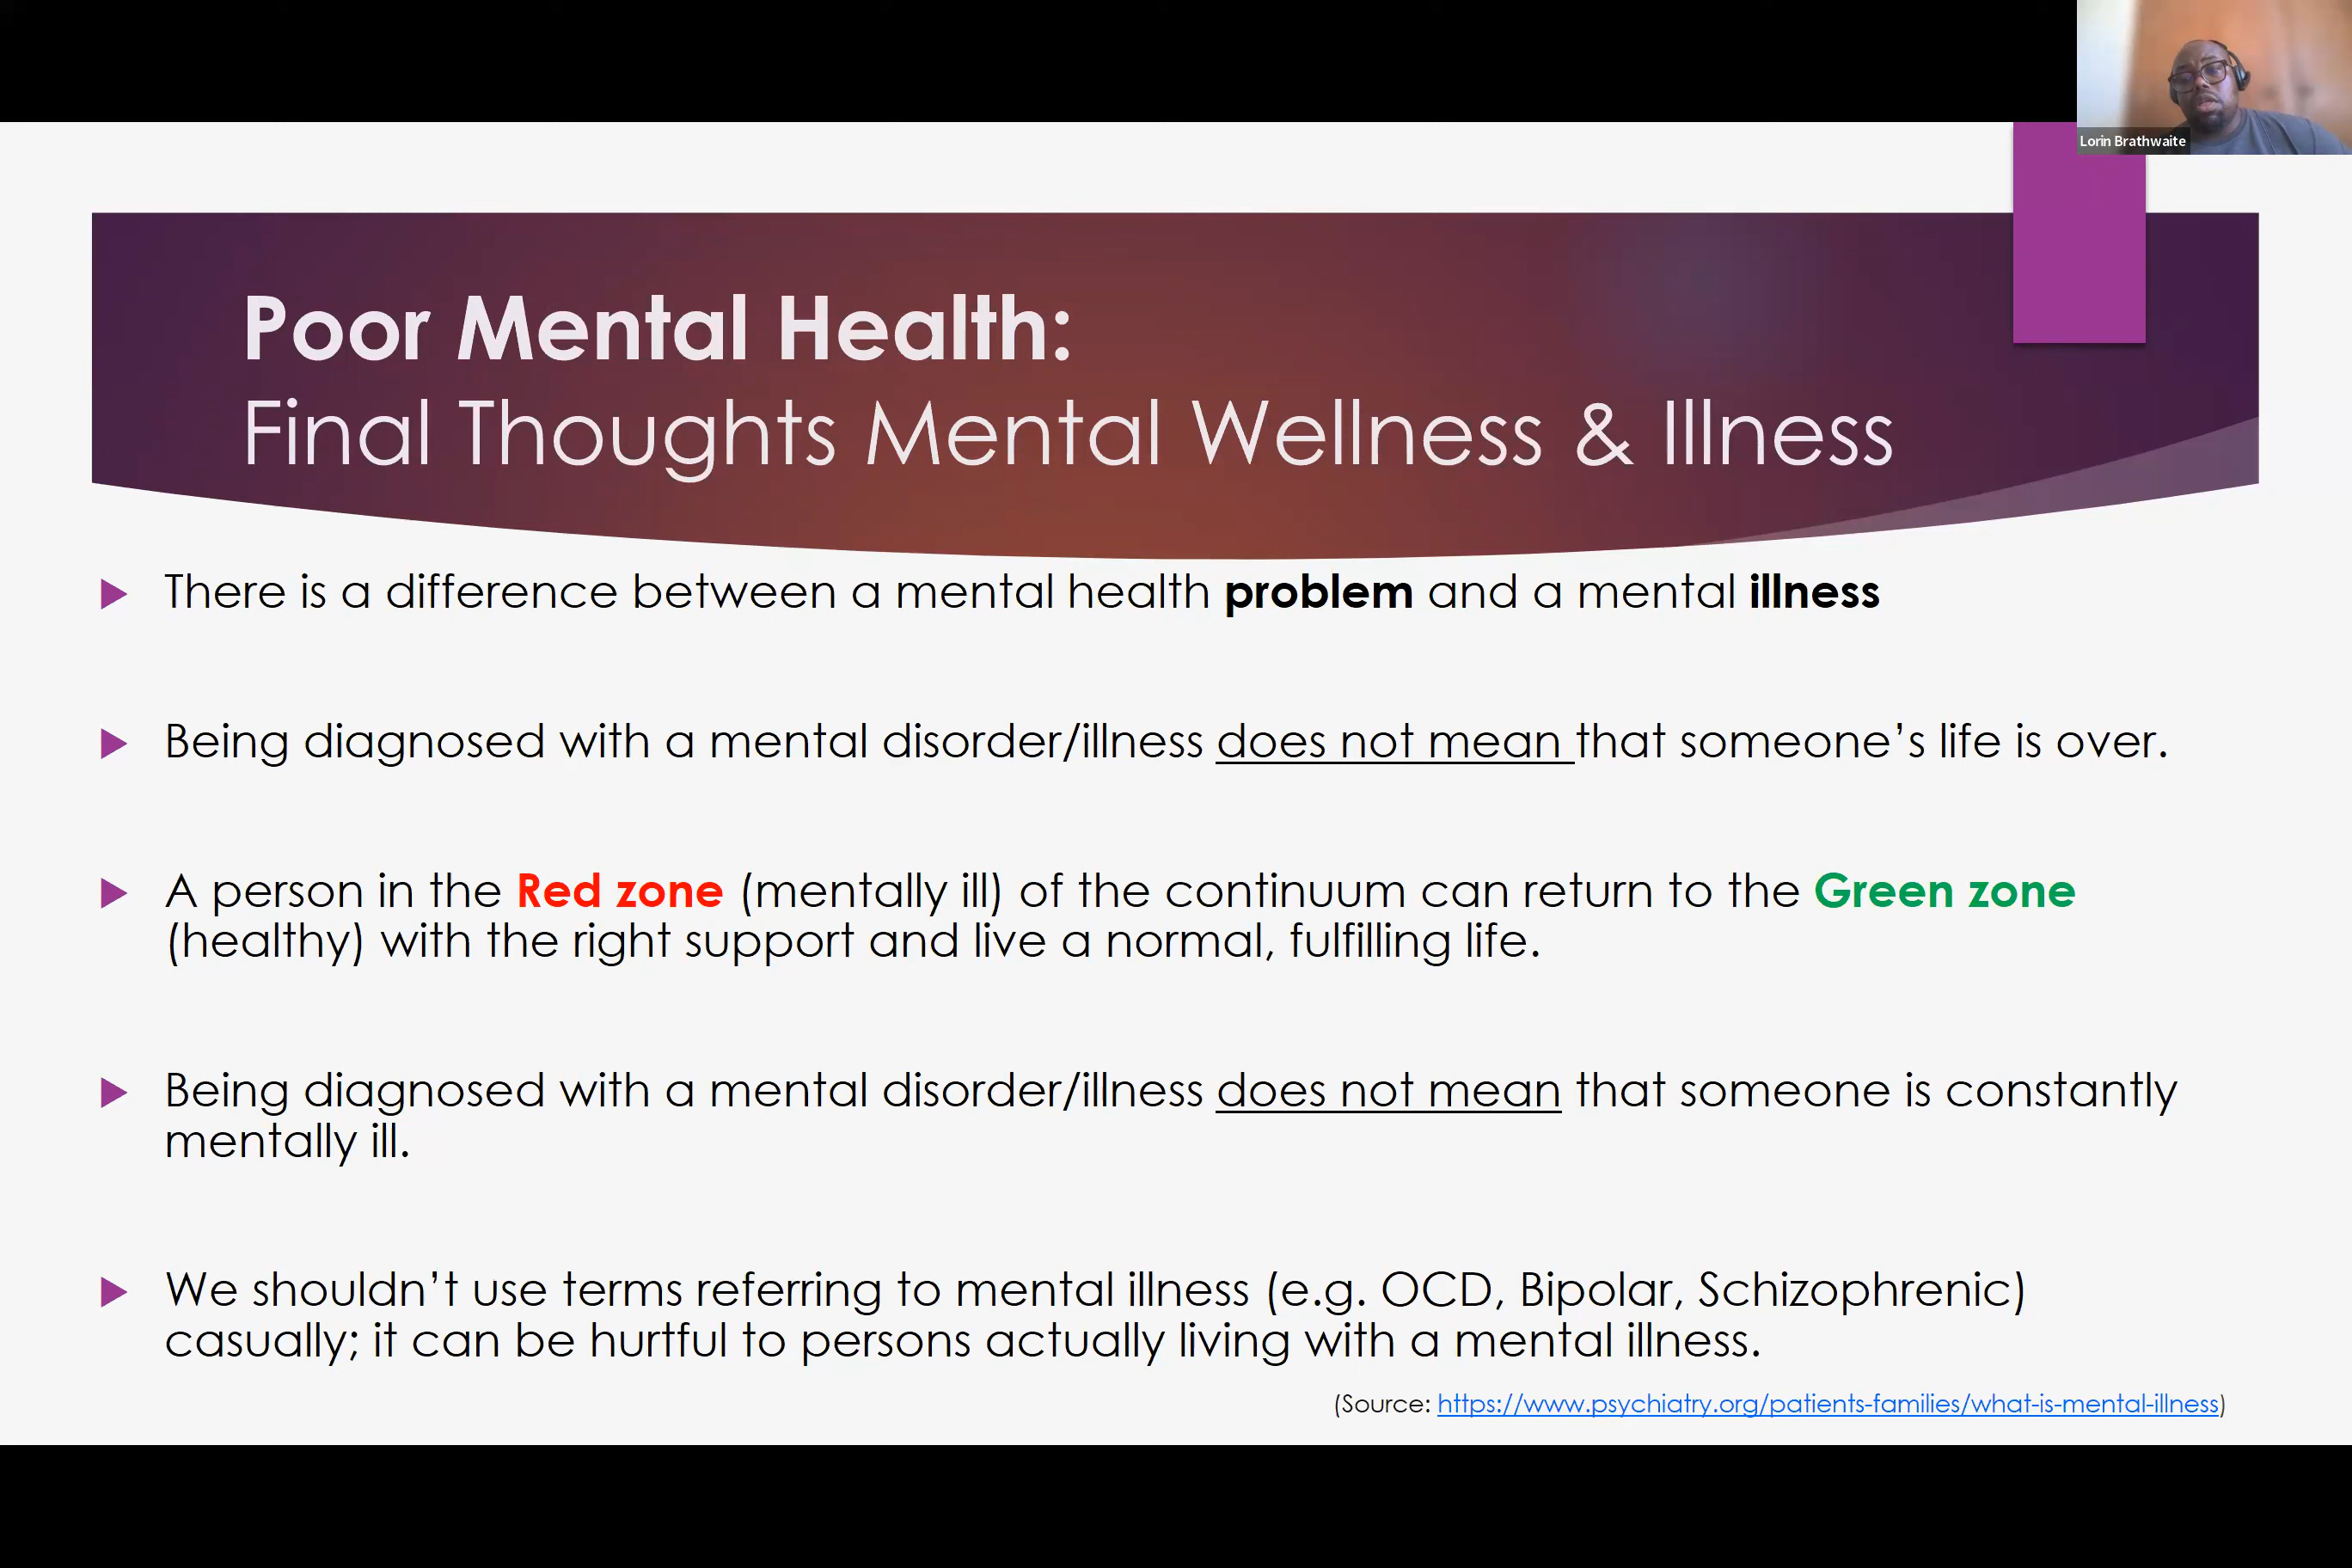 Lorin Brathwaite
Poor Mental Health:
Final Thoughts Mental Wellness & Illness
There is a difference between a mental health problem and a mental illness
Being diagnosed with a mental disorder/illness does not mean that someone’s life is over.
A person in the Red zone (mentally ill) of the continuum can return to the Green zone
(healthy) with the right support and live a normal, fulfilling life.
Being diagnosed with a mental disorder/illness does not mean that someone is constantly
mentally ill.
We shouldn’t use terms referring to mental illness (e.g. OCD, Bipolar, Schizophrenic)
casually; it can be hurtful to persons actually living with a mental illness.
(Source: https://www.psychiatry.org/patients-families/what-is-mental-illness)